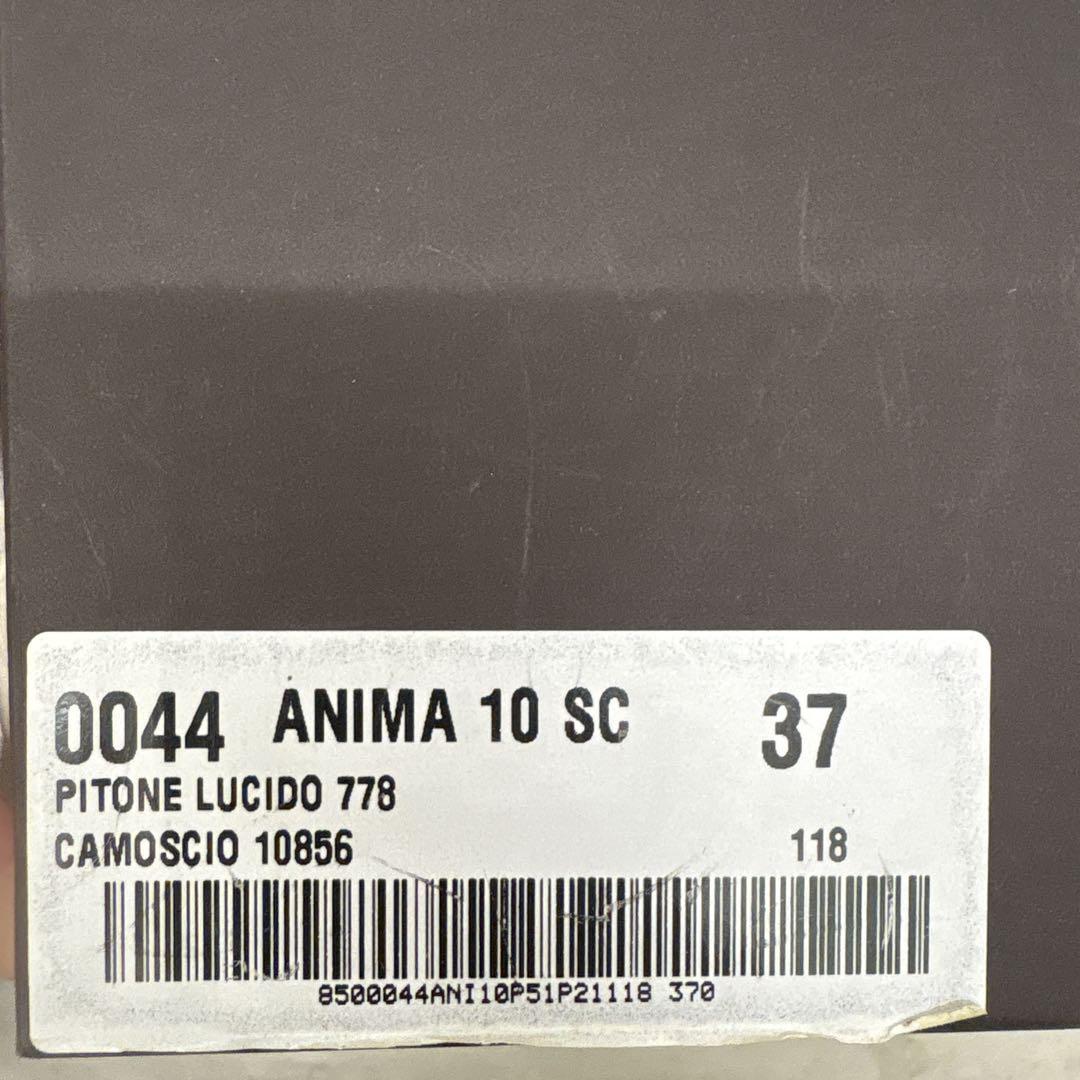 0044 ANIMA 10 SC 37
PITONE LUCIDO 778
CAMOSCIO 10856 118
8500044ANI10P51P21118 370